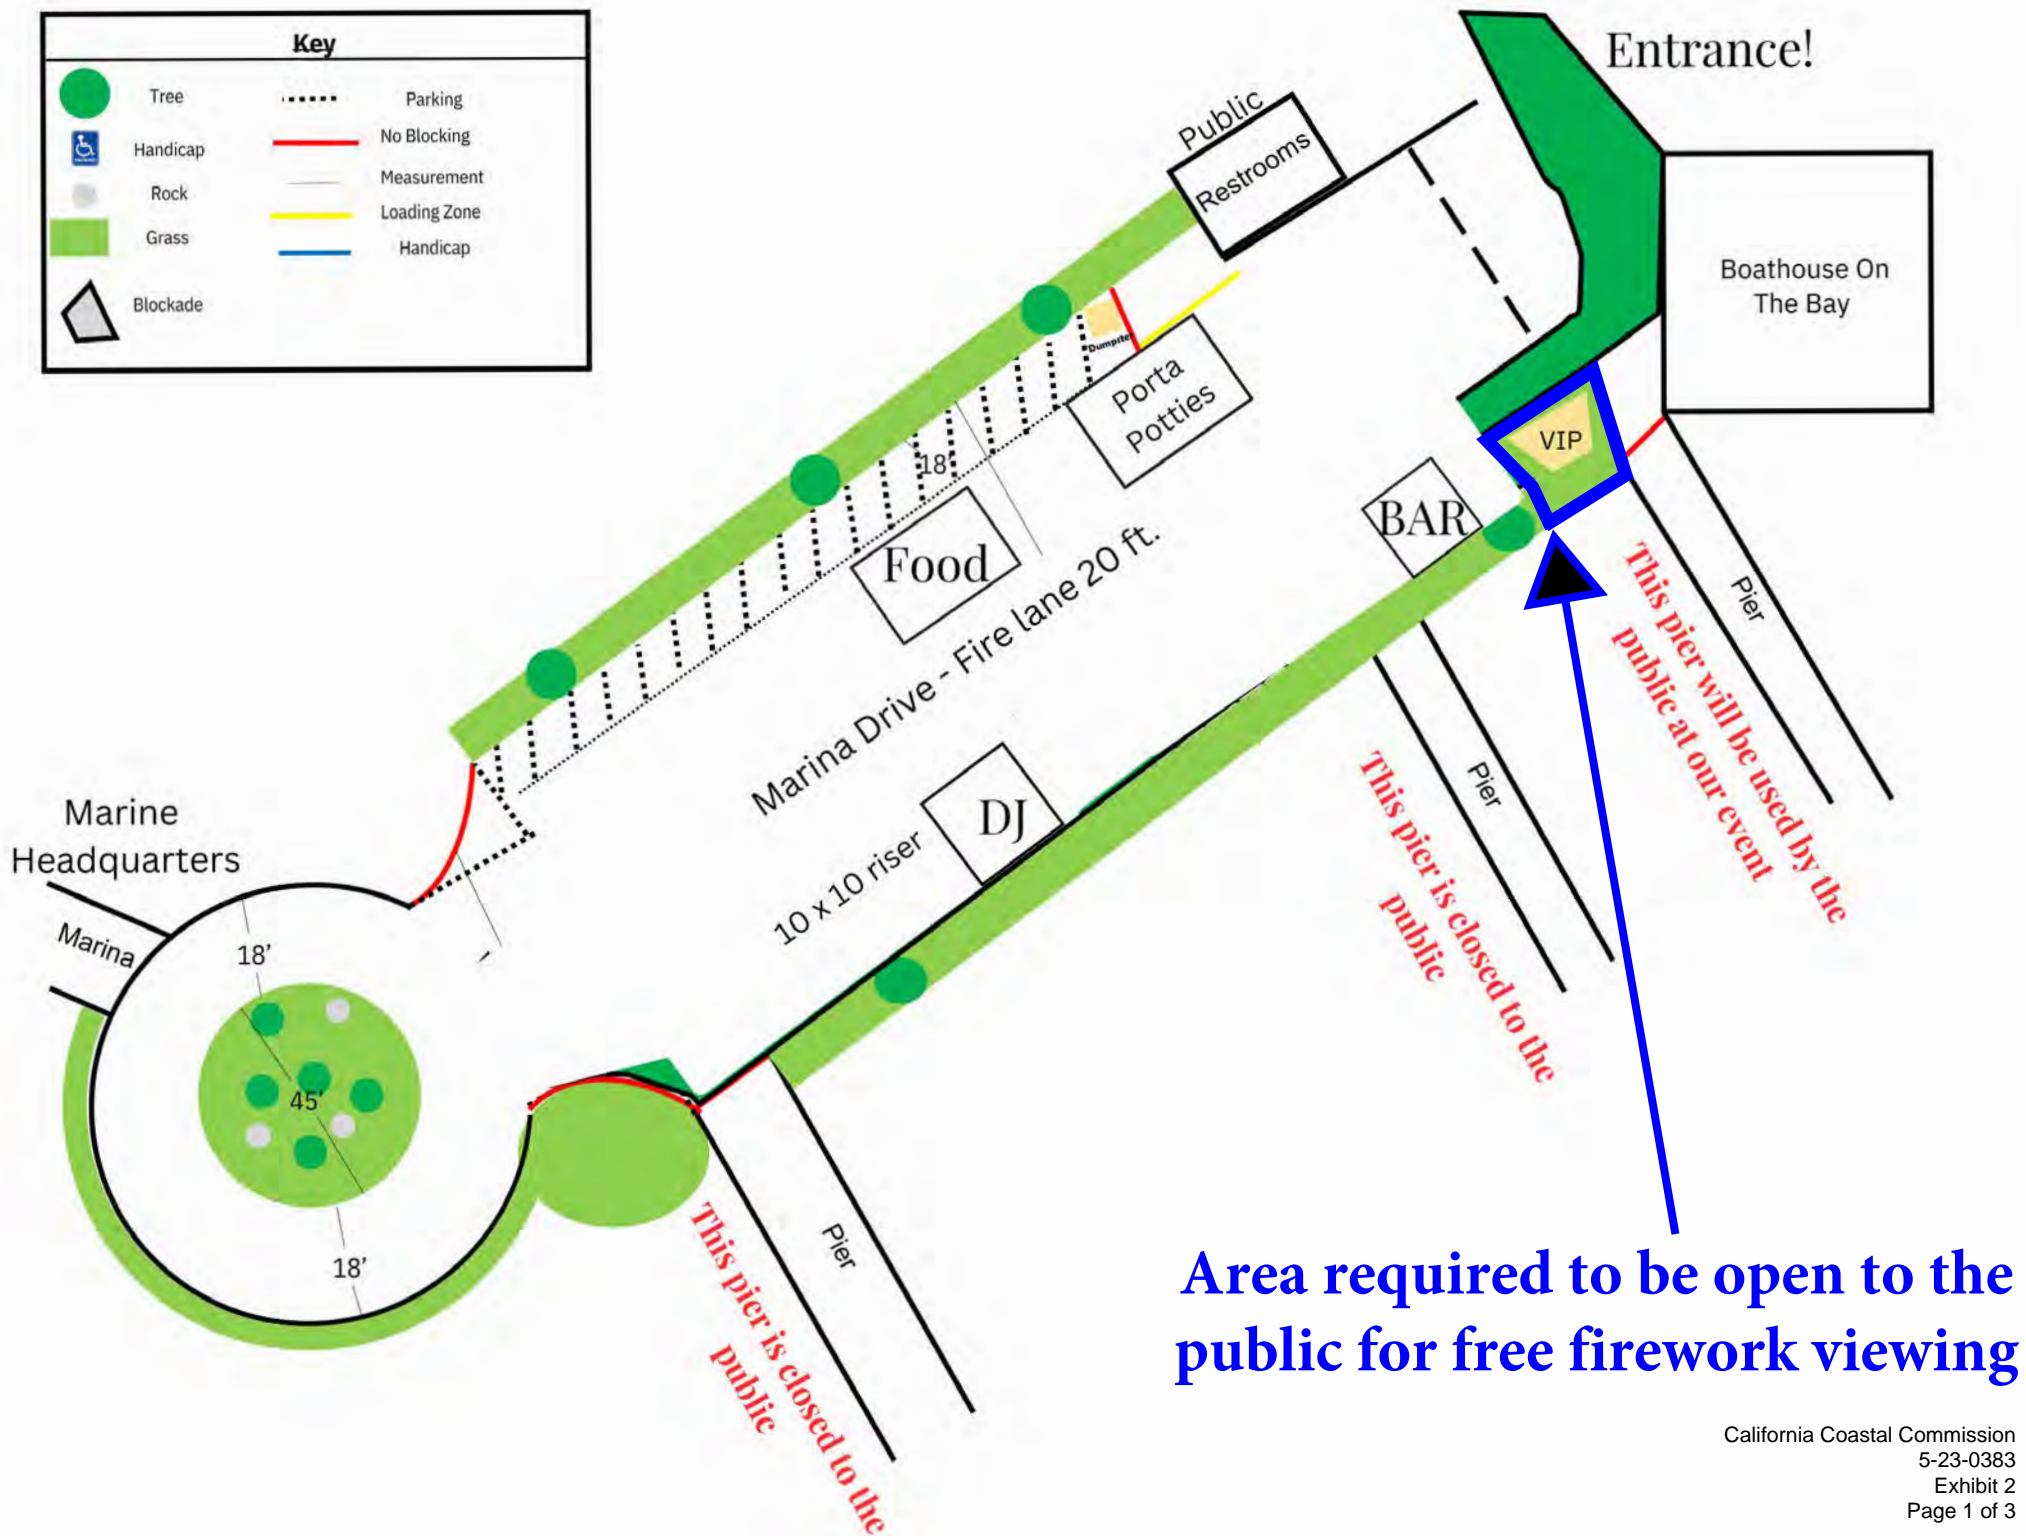 Key
Tree
Parking
Handicap
No Blocking
Rock
Measurement
Grass
Loading Zone
Blockade
Handicap
Entrance!
Public
Restrooms
Boathouse On
The Bay
Dumpster
Porta
Potties
VIP
BAR
18'
Food
Marina Drive - Fire lane 20 ft.
Pier
This pier will be used by the
public at our event
Pier
This pier is closed to the
public
DJ
10 x 10 riser
Marine
Headquarters
Marina
18'
45'
18'
Pier
This pier is closed to the
public
Area required to be open to the
public for free firework viewing
California Coastal Commission
5-23-0383
Exhibit 2
Page 1 of 3